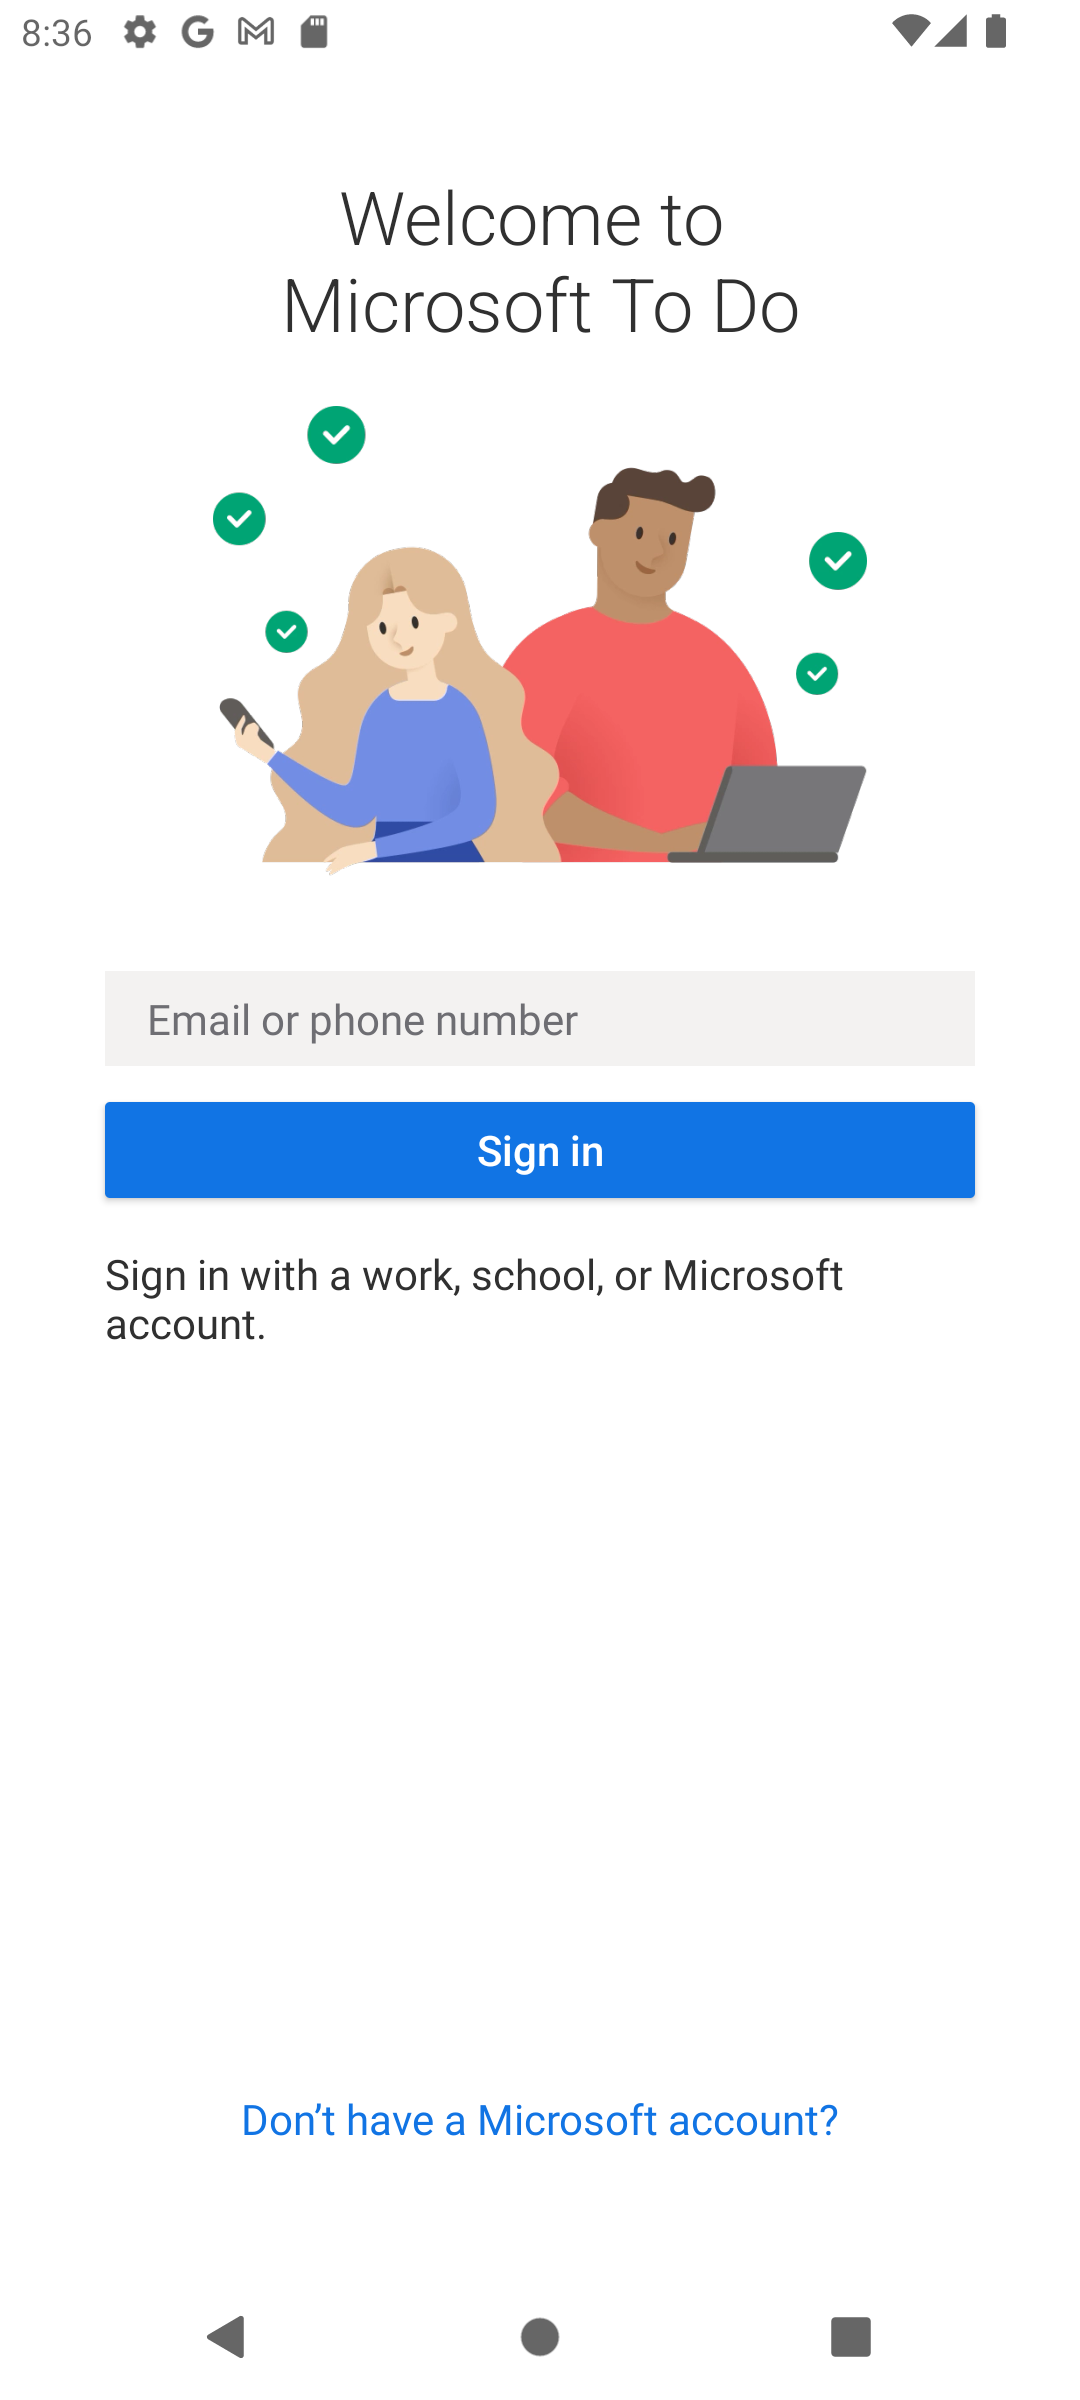 8:36
Welcome to
Microsoft To Do
Email or phone number
Sign in
Sign in with a work, school, or Microsoft
account.
Don’t have a Microsoft account?